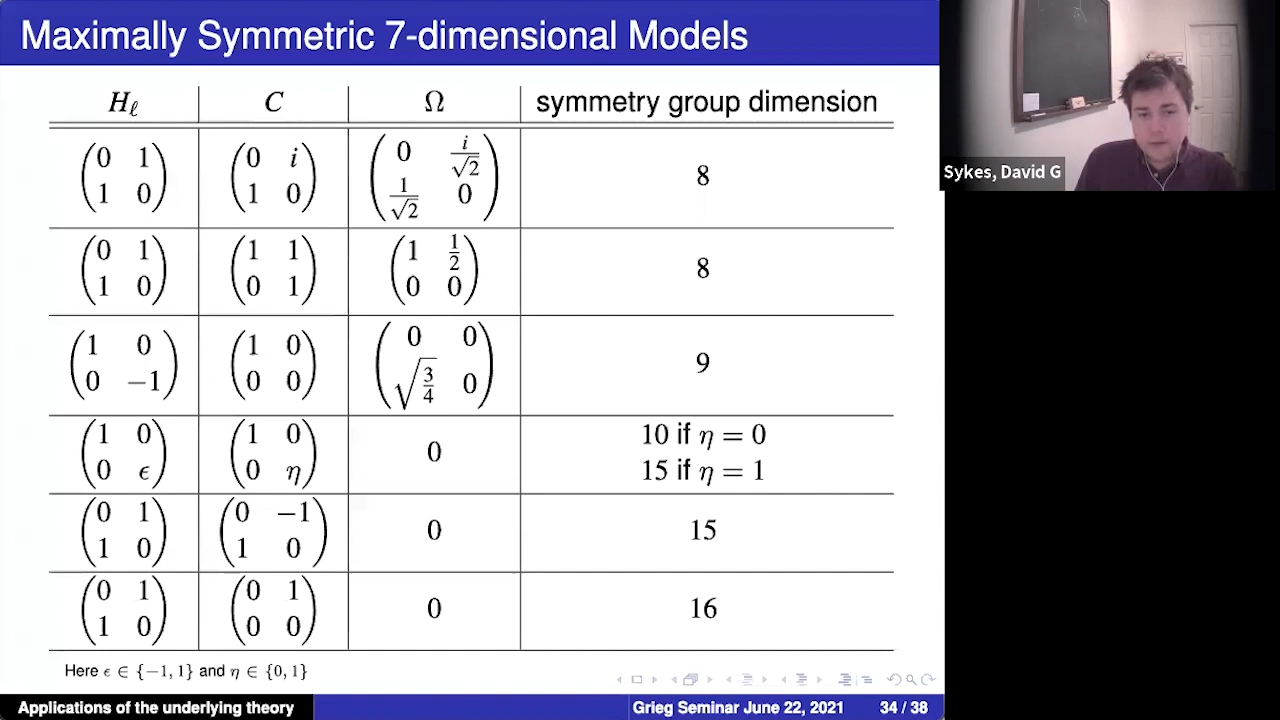 Maximally Symmetric 7-dimensional Models
H_ℓ C Ω symmetry group dimension
(0 1; 1 0) (0 i; 1 0) (0 i/√2; 1/√2 0) 8
(0 1; 1 0) (1 1; 0 1) (1 1/2; 0 0) 8
(1 0; 0 −1) (1 0; 0 0) (0 0; √(3/4) 0) 9
(1 0; 0 ϵ) (1 0; 0 η) 0 10 if η = 0
15 if η = 1
(0 1; 1 0) (0 −1; 1 0) 0 15
(0 1; 1 0) (0 1; 0 0) 0 16
Here ϵ ∈ {−1, 1} and η ∈ {0, 1}
Applications of the underlying theory Grieg Seminar June 22, 2021 34 / 38
Sykes, David G